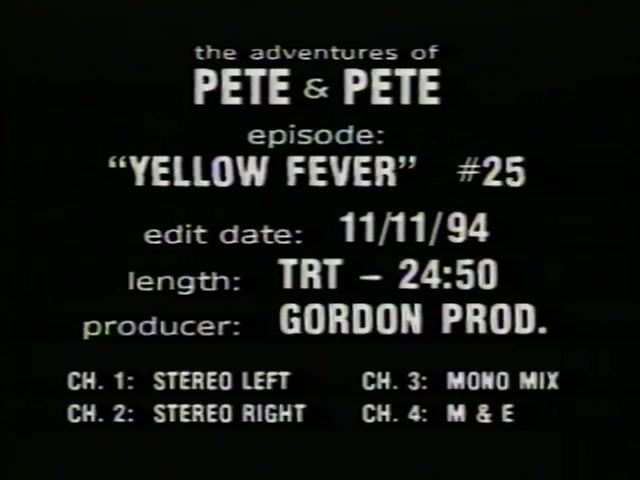 the adventures of
PETE & PETE
episode:
“YELLOW FEVER” #25
edit date: 11/11/94
length: TRT – 24:50
producer: GORDON PROD.
CH. 1: STEREO LEFT CH. 3: MONO MIX
CH. 2: STEREO RIGHT CH. 4: M & E